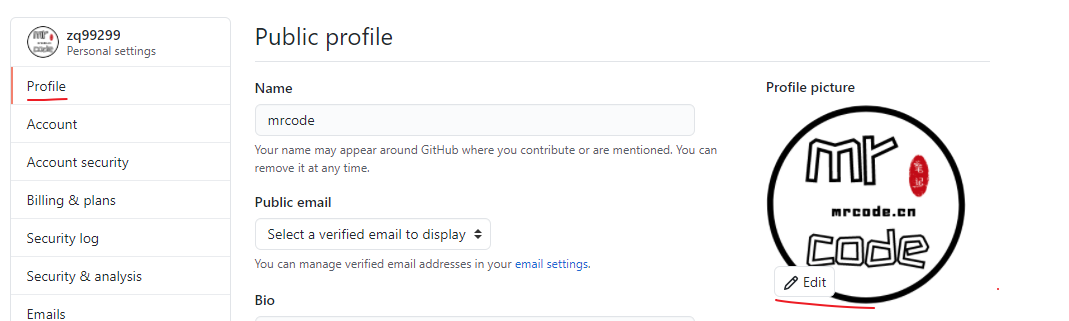 zq99299
Personal settings
Profile
Account
Account security
Billing & plans
Security log
Security & analysis
Emails
Public profile
Name
mrcode
Your name may appear around GitHub where you contribute or are mentioned. You can
remove it at any time.
Public email
Select a verified email to display
You can manage verified email addresses in your email settings.
Bio
Profile picture
mr
mrcode.cn
code
Edit